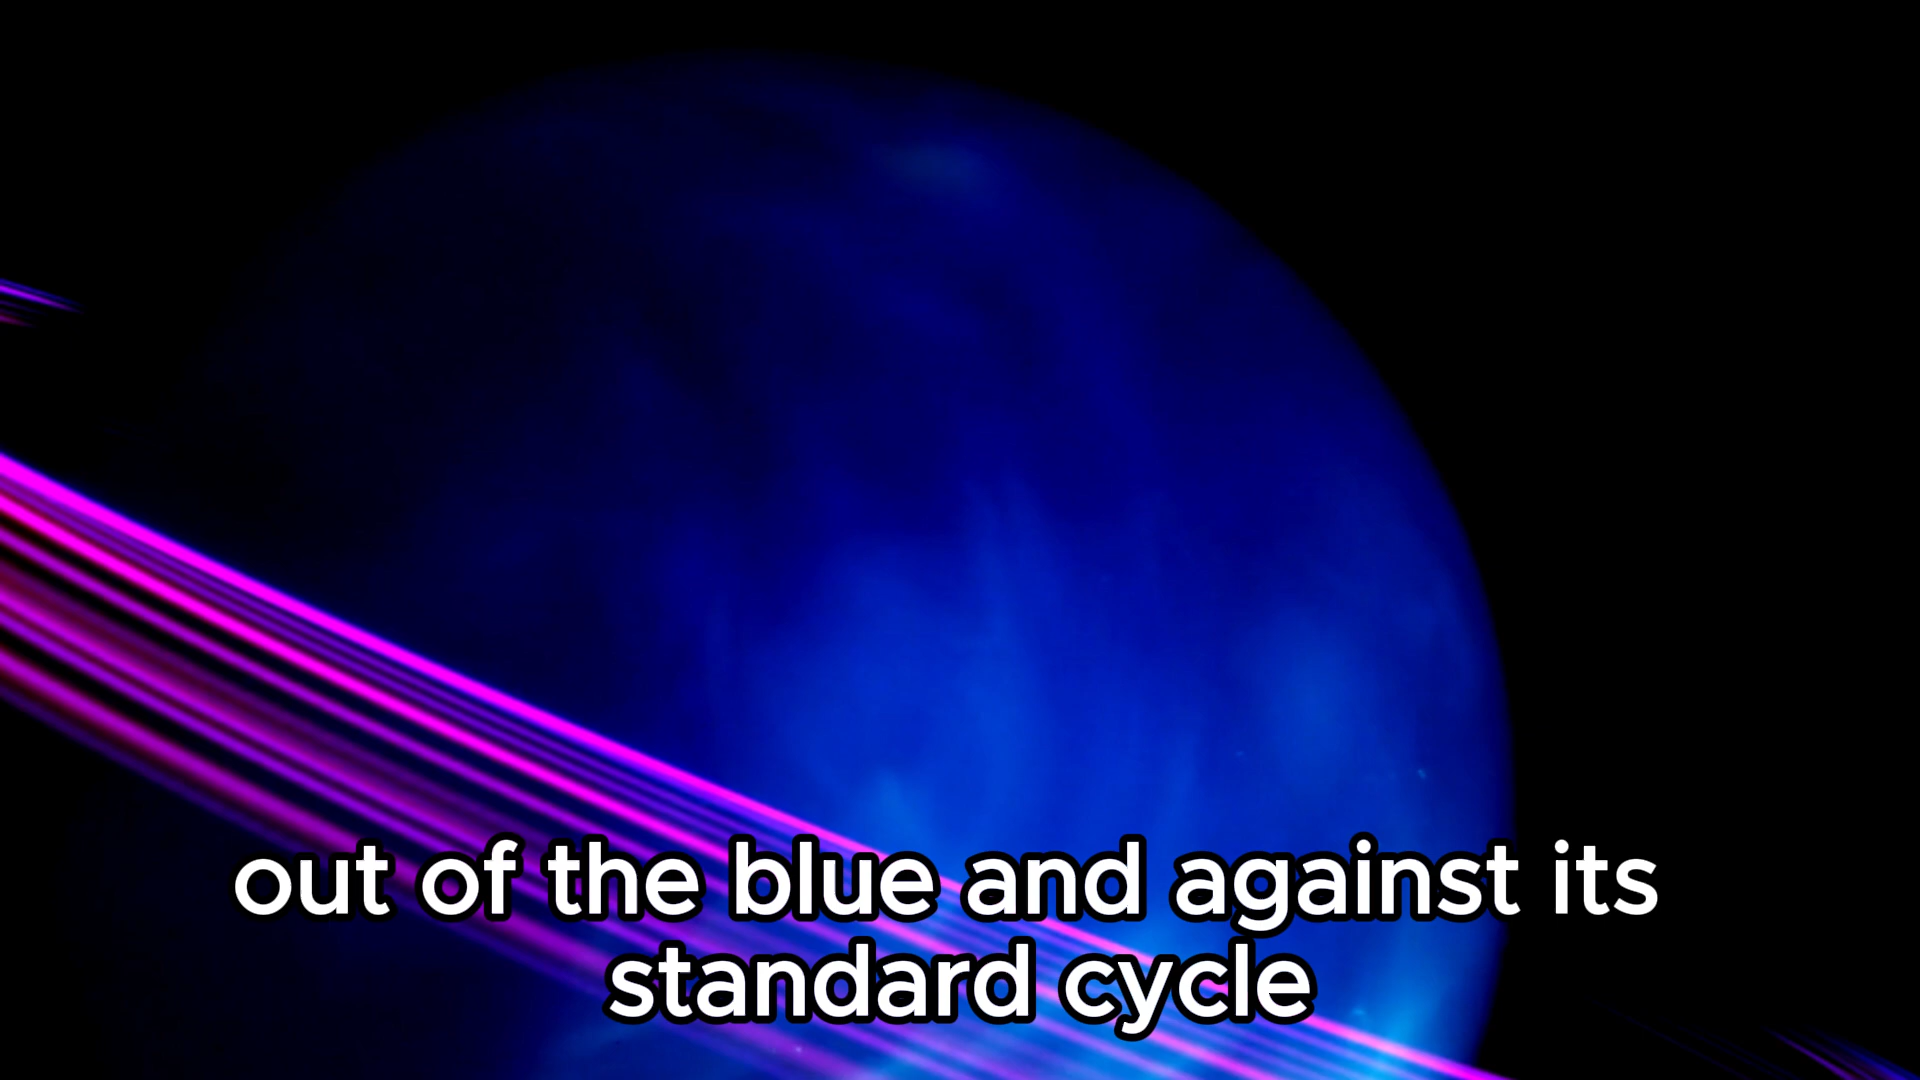 out of the blue and against its
standard cycle